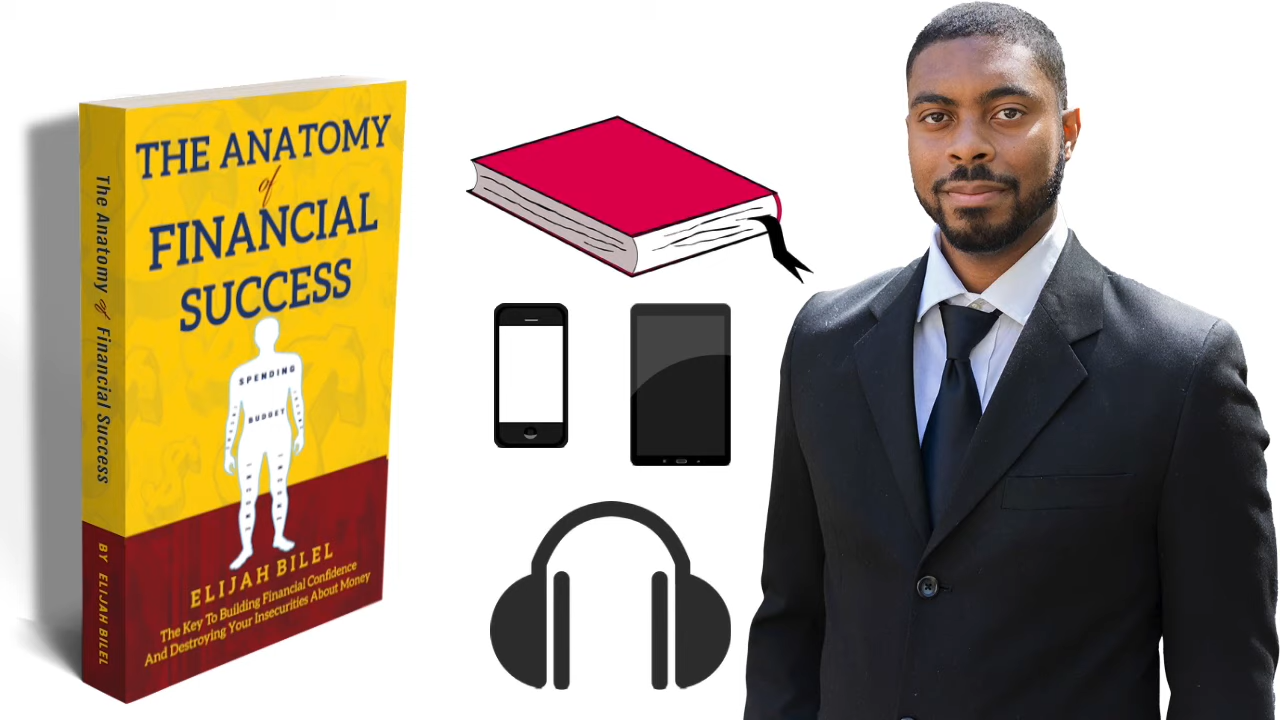 THE ANATOMY
of
FINANCIAL
SUCCESS
SPENDING
BUDGET
ELIJAH BILEL
The Key To Building Financial Confidence
And Destroying Your Insecurities About Money
The Anatomy of Financial Success
BY ELIJAH BILEL